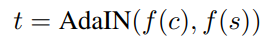 t = AdaIN(f(c), f(s))